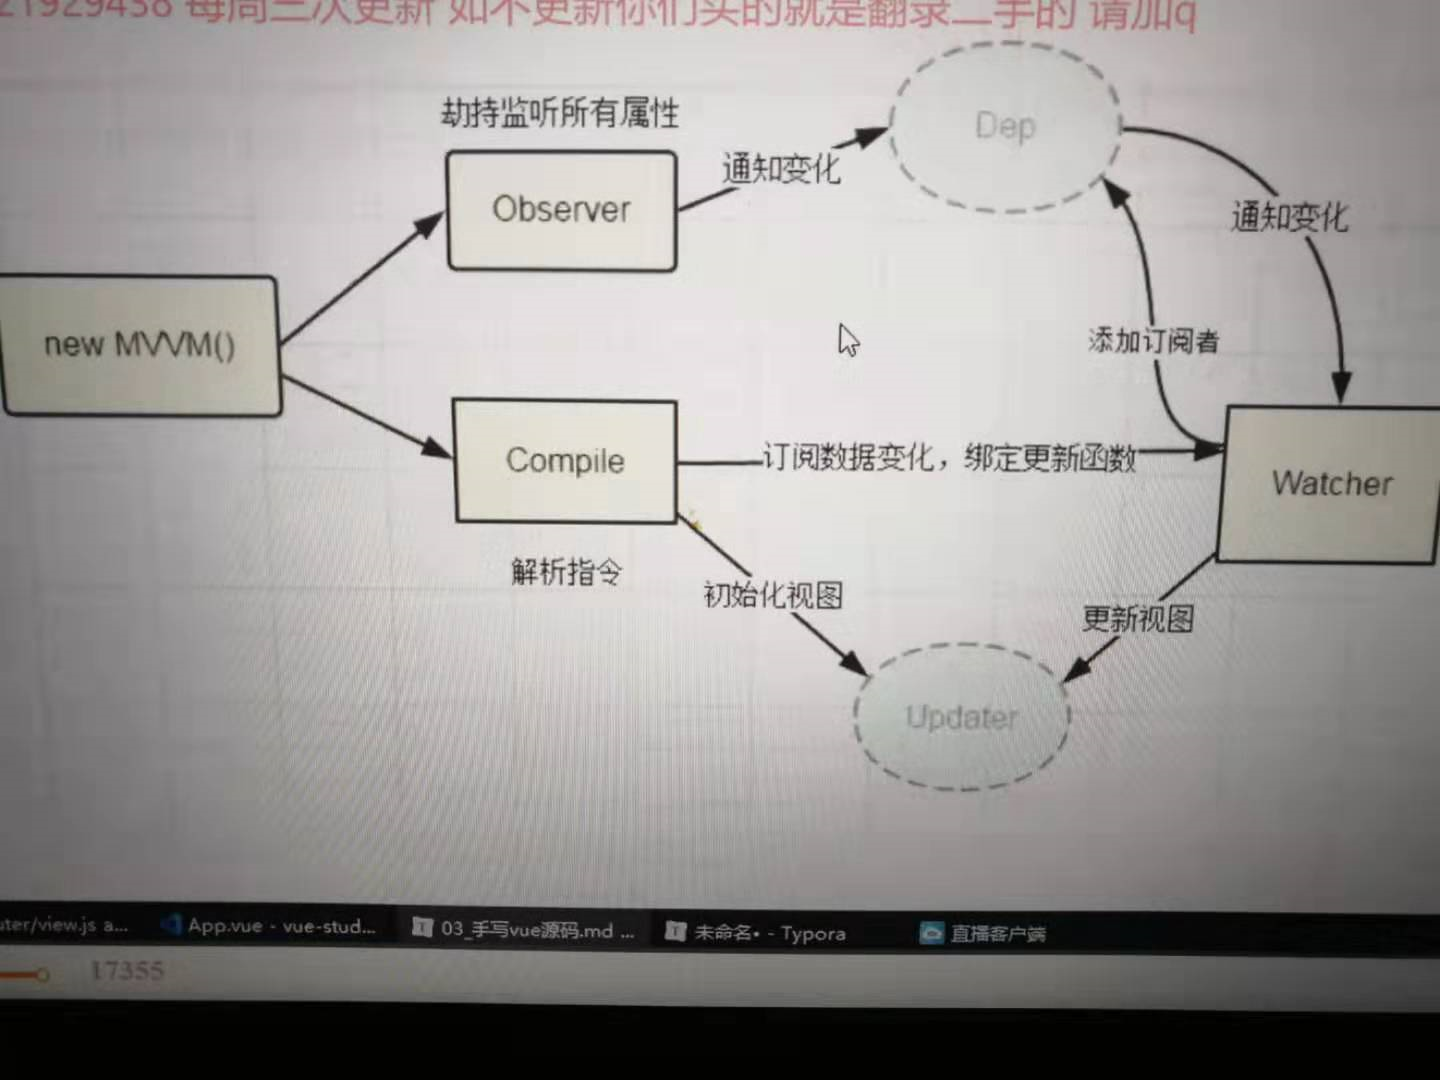 21929458 每周三次更新 如不更新你们买的就是翻录二手的 请加q
劫持监听所有属性
Dep
通知变化
Observer
通知变化
new MVVM()
添加订阅者
Compile
订阅数据变化，绑定更新函数
Watcher
解析指令
初始化视图
更新视图
Updater
uter/view.js a...
App.vue - vue-stud...
03_手写vue源码.md ...
未命名• - Typora
直播客户端
17355